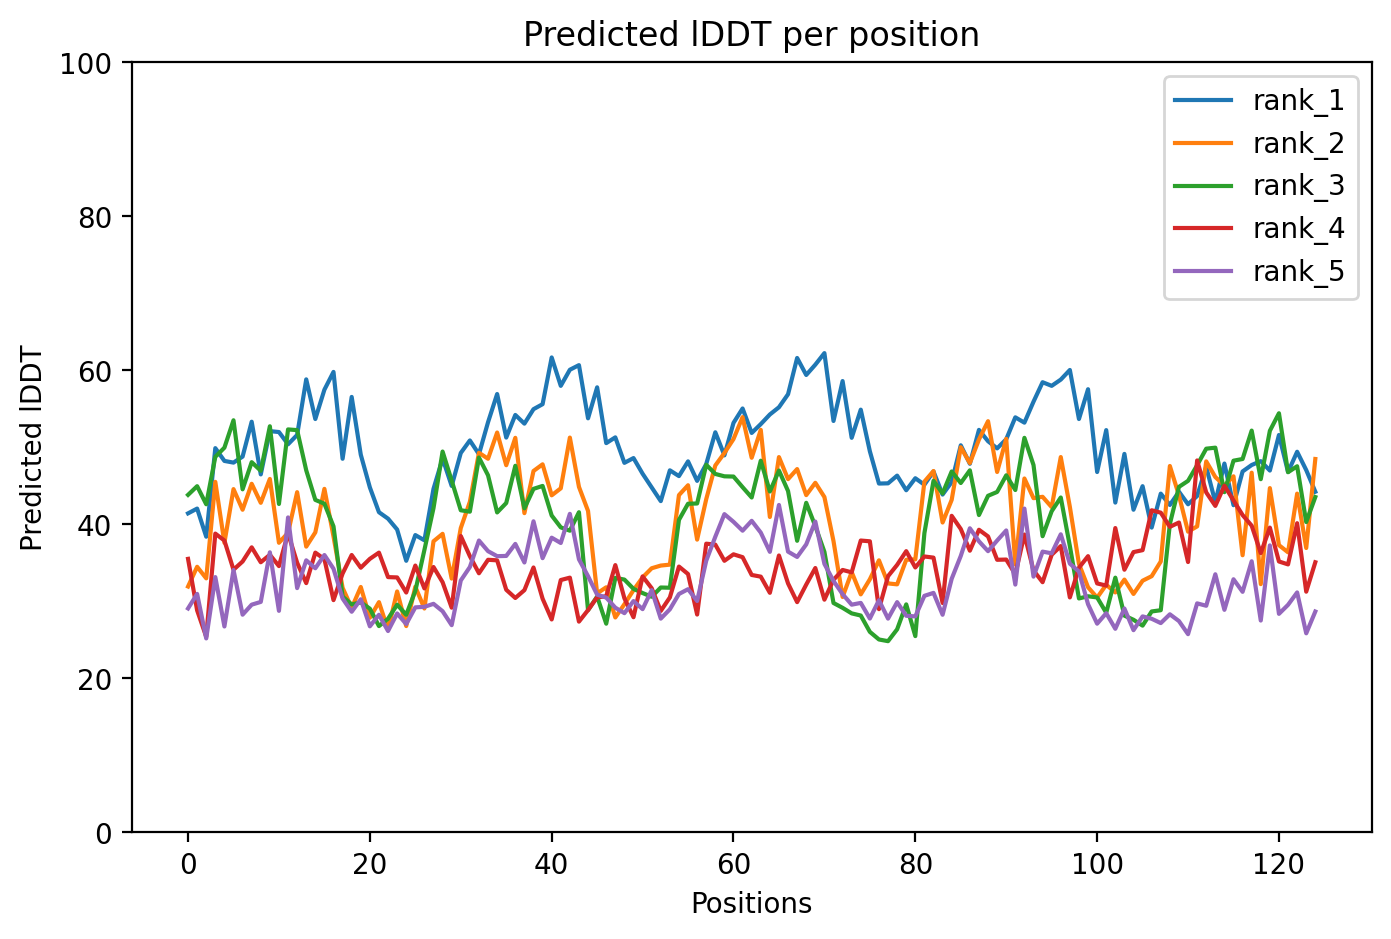 Predicted lDDT per position
100
80
60
40
20
0
Predicted lDDT
0 20 40 60 80 100 120
Positions
rank_1
rank_2
rank_3
rank_4
rank_5